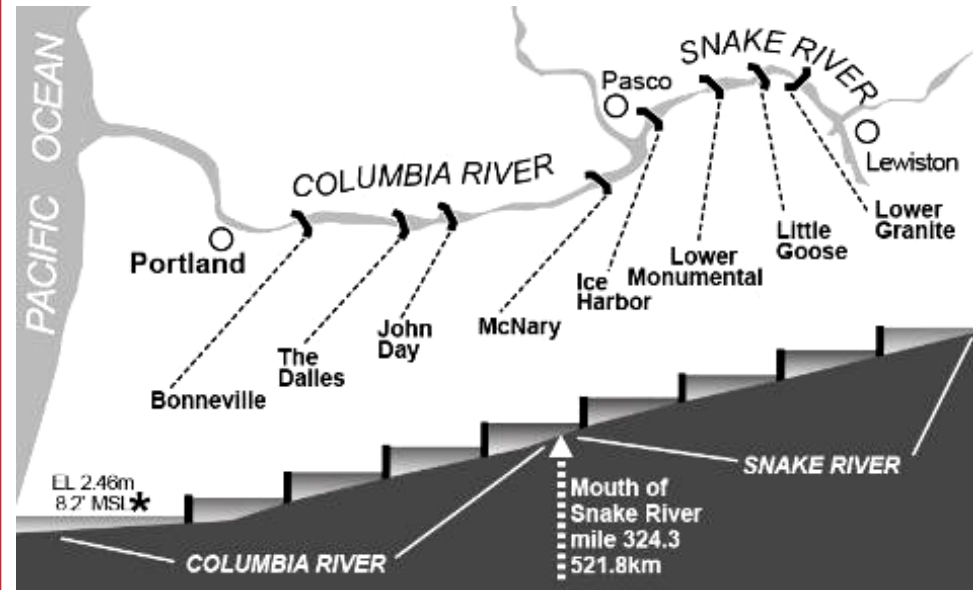 PACIFIC OCEAN
SNAKE RIVER
Pasco
Lewiston
COLUMBIA RIVER
Portland
Lower
Granite
Little
Goose
Lower
Monumental
Ice
Harbor
McNary
John
Day
The
Dalles
Bonneville
EL 2.46m
8.2' MSL*
SNAKE RIVER
Mouth of
Snake River
mile 324.3
521.8km
COLUMBIA RIVER